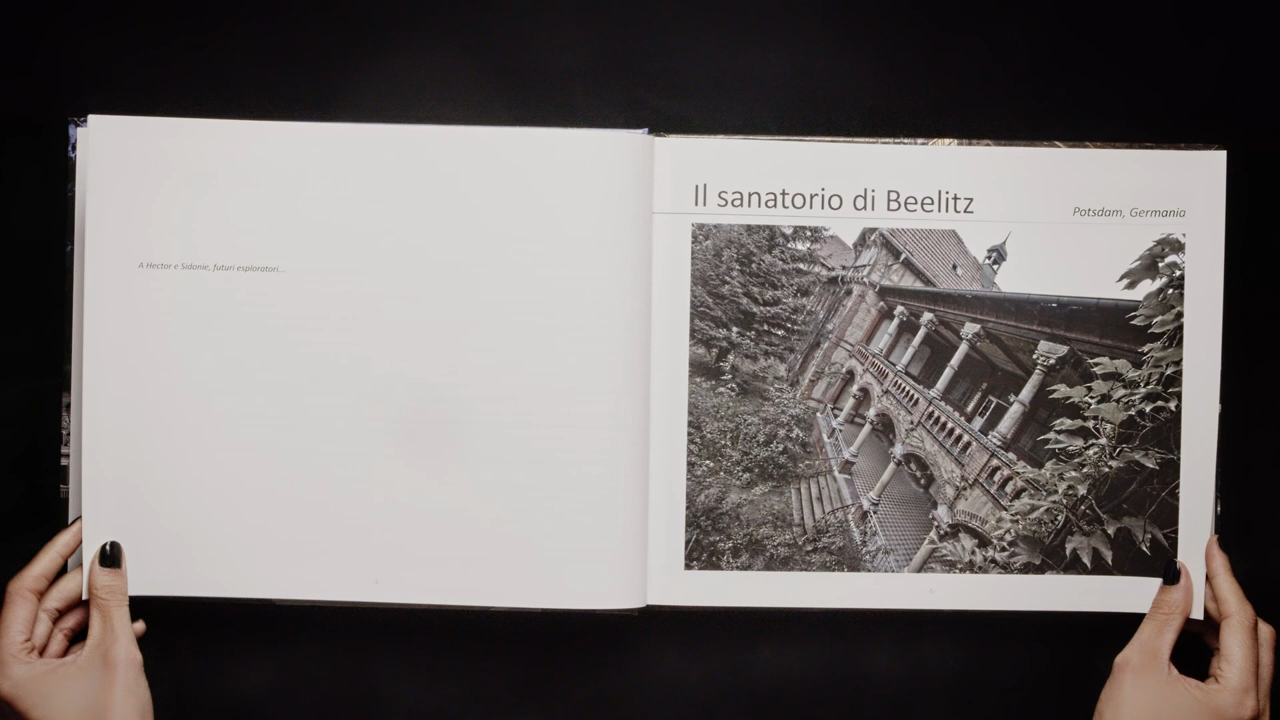 A Hector e Sidonie, futuri esploratori...
Il sanatorio di Beelitz
Potsdam, Germania